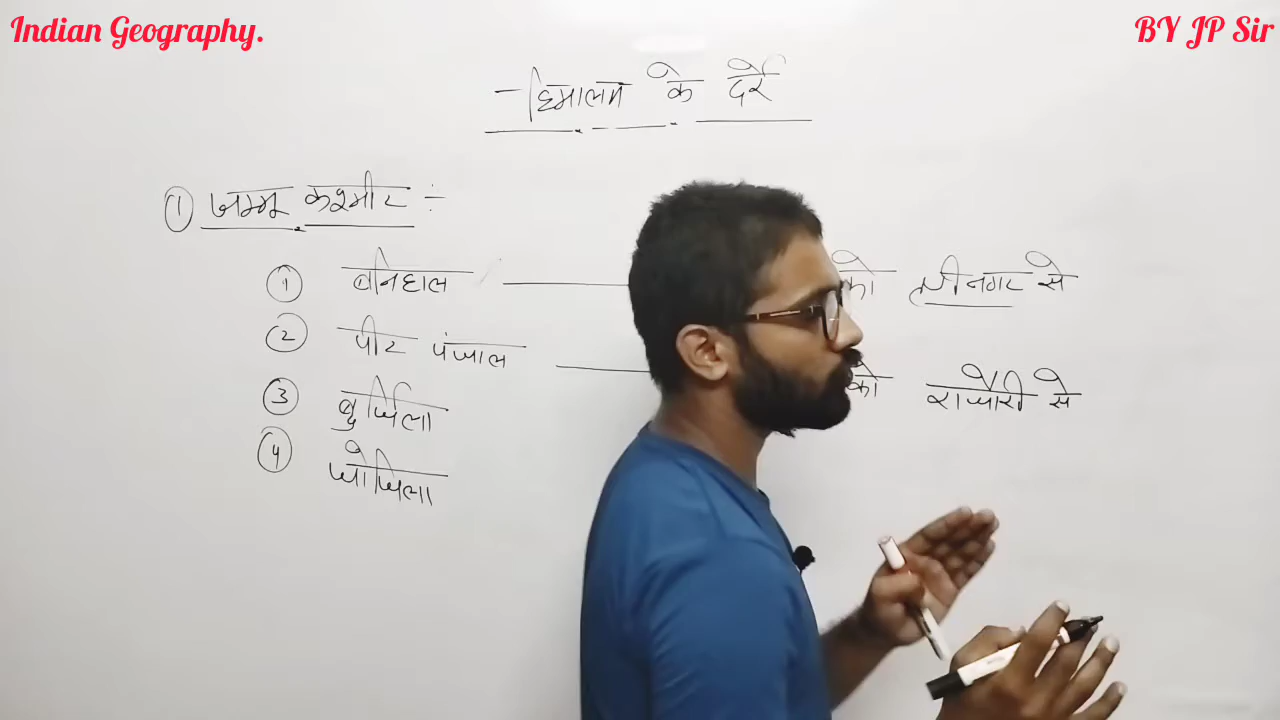 Indian Geography.
BY JP Sir
- हिमालय के दर्रे
① जम्मू कश्मीर ÷
① बनिहाल को श्रीनगर से
② पीर पंजाल को राजौरी से
③ बुर्जिला
④ जोजिला